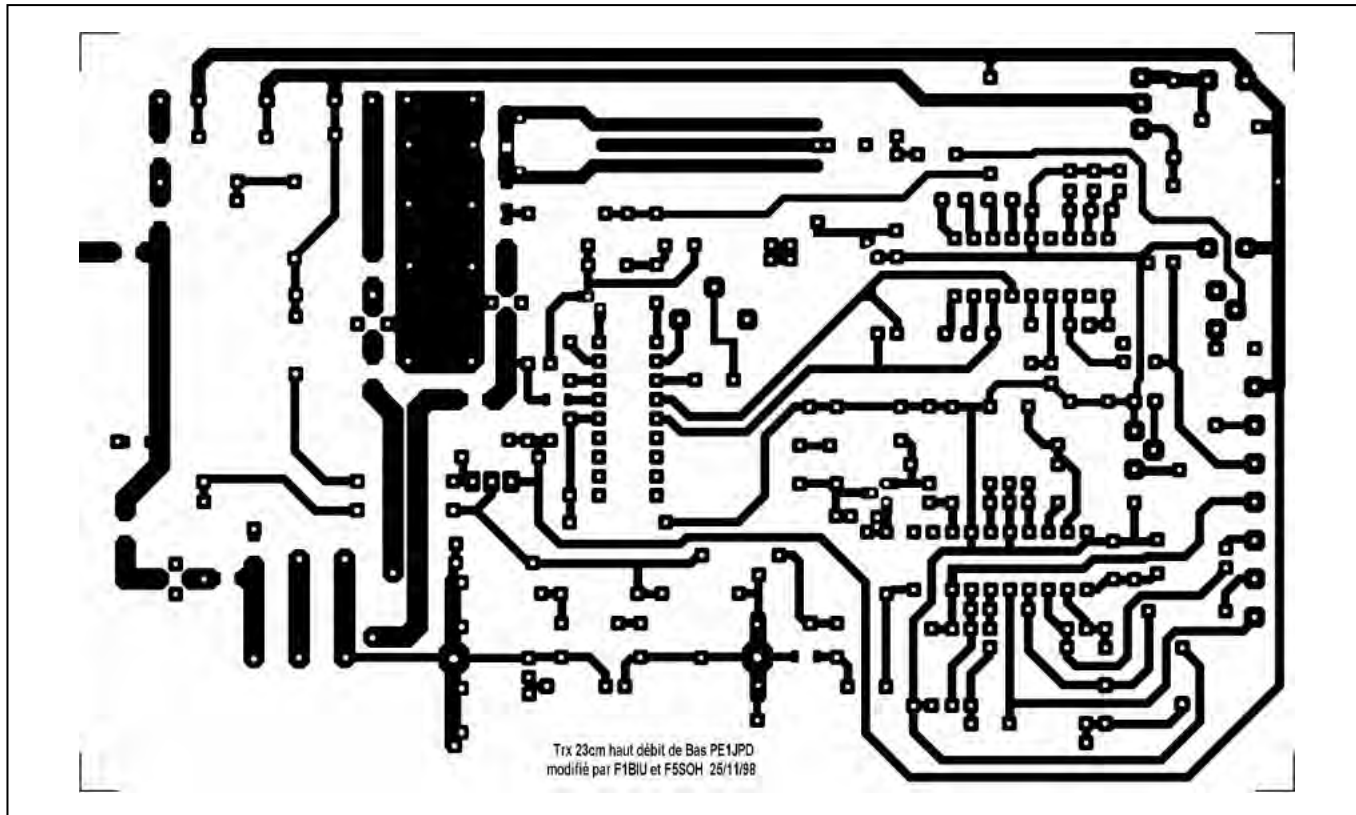 Trx 23cm haut débit de Bas PE1JPD
modifié par F1BIU et F5SOH 25/11/98